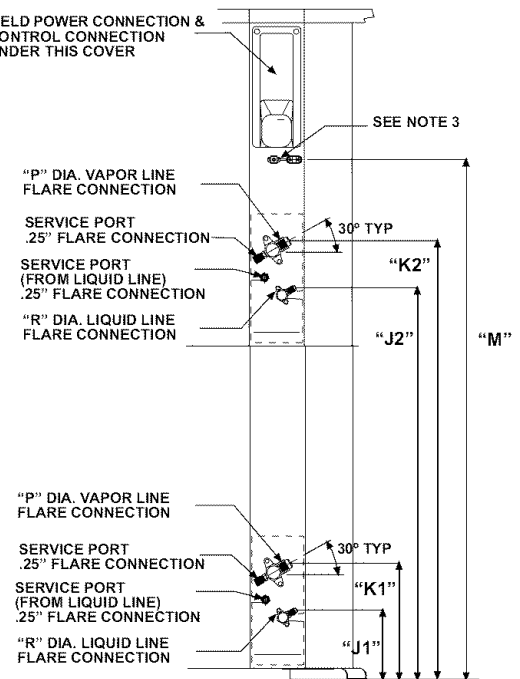 ELD POWER CONNECTION &
ONTROL CONNECTION
NDER THIS COVER
SEE NOTE 3
“P” DIA. VAPOR LINE
FLARE CONNECTION
30° TYP
SERVICE PORT
.25” FLARE CONNECTION
SERVICE PORT
(FROM LIQUID LINE)
.25” FLARE CONNECTION
“K2”
“R” DIA. LIQUID LINE
FLARE CONNECTION
“J2”
“M”
“P” DIA. VAPOR LINE
FLARE CONNECTION
30° TYP
SERVICE PORT
.25” FLARE CONNECTION
SERVICE PORT
(FROM LIQUID LINE)
.25” FLARE CONNECTION
“K1”
“R” DIA. LIQUID LINE
FLARE CONNECTION
“J1”